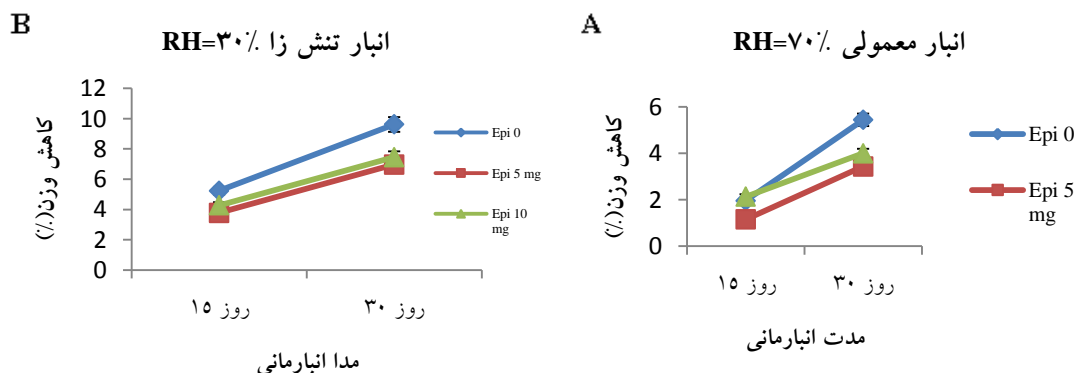 B
انبار تنش زا RH=۳۰٪
کاهش وزن(٪)
12
10
8
6
4
2
0
روز ۱۵
روز ۳۰
مدا انبارمانی
Epi 0
Epi 5 mg
Epi 10
mg
A
انبار معمولی RH=۷۰٪
کاهش وزن(٪)
6
4
2
0
روز ۱۵
روز ۳۰
مدت انبارمانی
Epi 0
Epi 5
mg